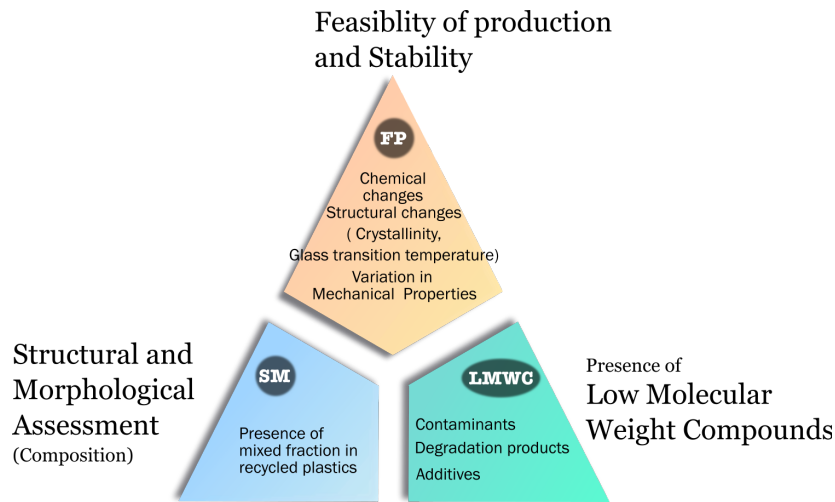 Feasiblity of production
and Stability
FP
Chemical
changes
Structural changes
( Crystallinity,
Glass transition temperature)
Variation in
Mechanical Properties
Structural and
Morphological
Assessment
(Composition)
SM
Presence of
mixed fraction in
recycled plastics
LMWC
Contaminants
Degradation products
Additives
Presence of
Low Molecular
Weight Compounds